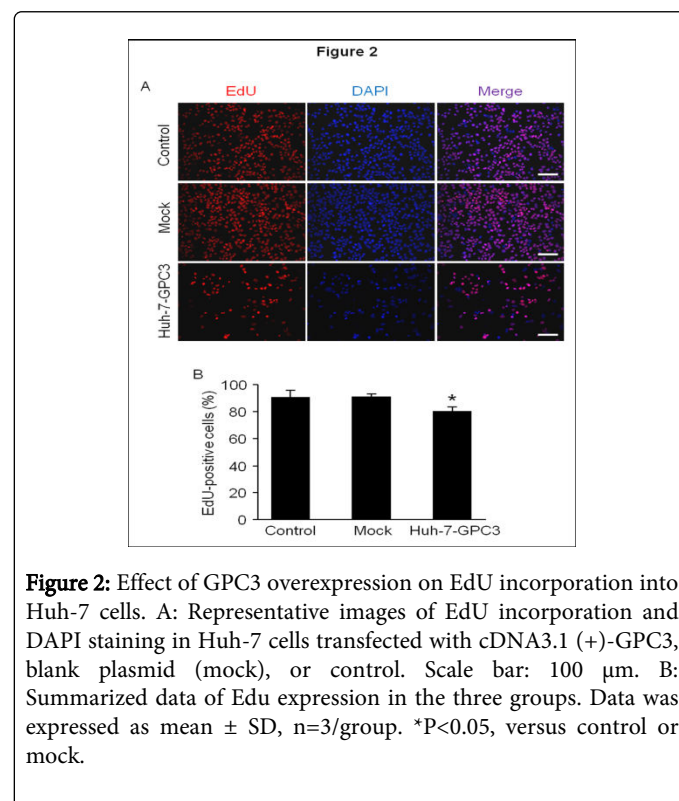 Figure 2
A
EdU DAPI Merge
Control
Mock
Huh-7-GPC3
B
EdU-positive cells (%)
100
80
60
40
20
0
*
Control Mock Huh-7-GPC3
Figure 2: Effect of GPC3 overexpression on EdU incorporation into
Huh-7 cells. A: Representative images of EdU incorporation and
DAPI staining in Huh-7 cells transfected with cDNA3.1 (+)-GPC3,
blank plasmid (mock), or control. Scale bar: 100 μm. B:
Summarized data of Edu expression in the three groups. Data was
expressed as mean ± SD, n=3/group. *P<0.05, versus control or
mock.